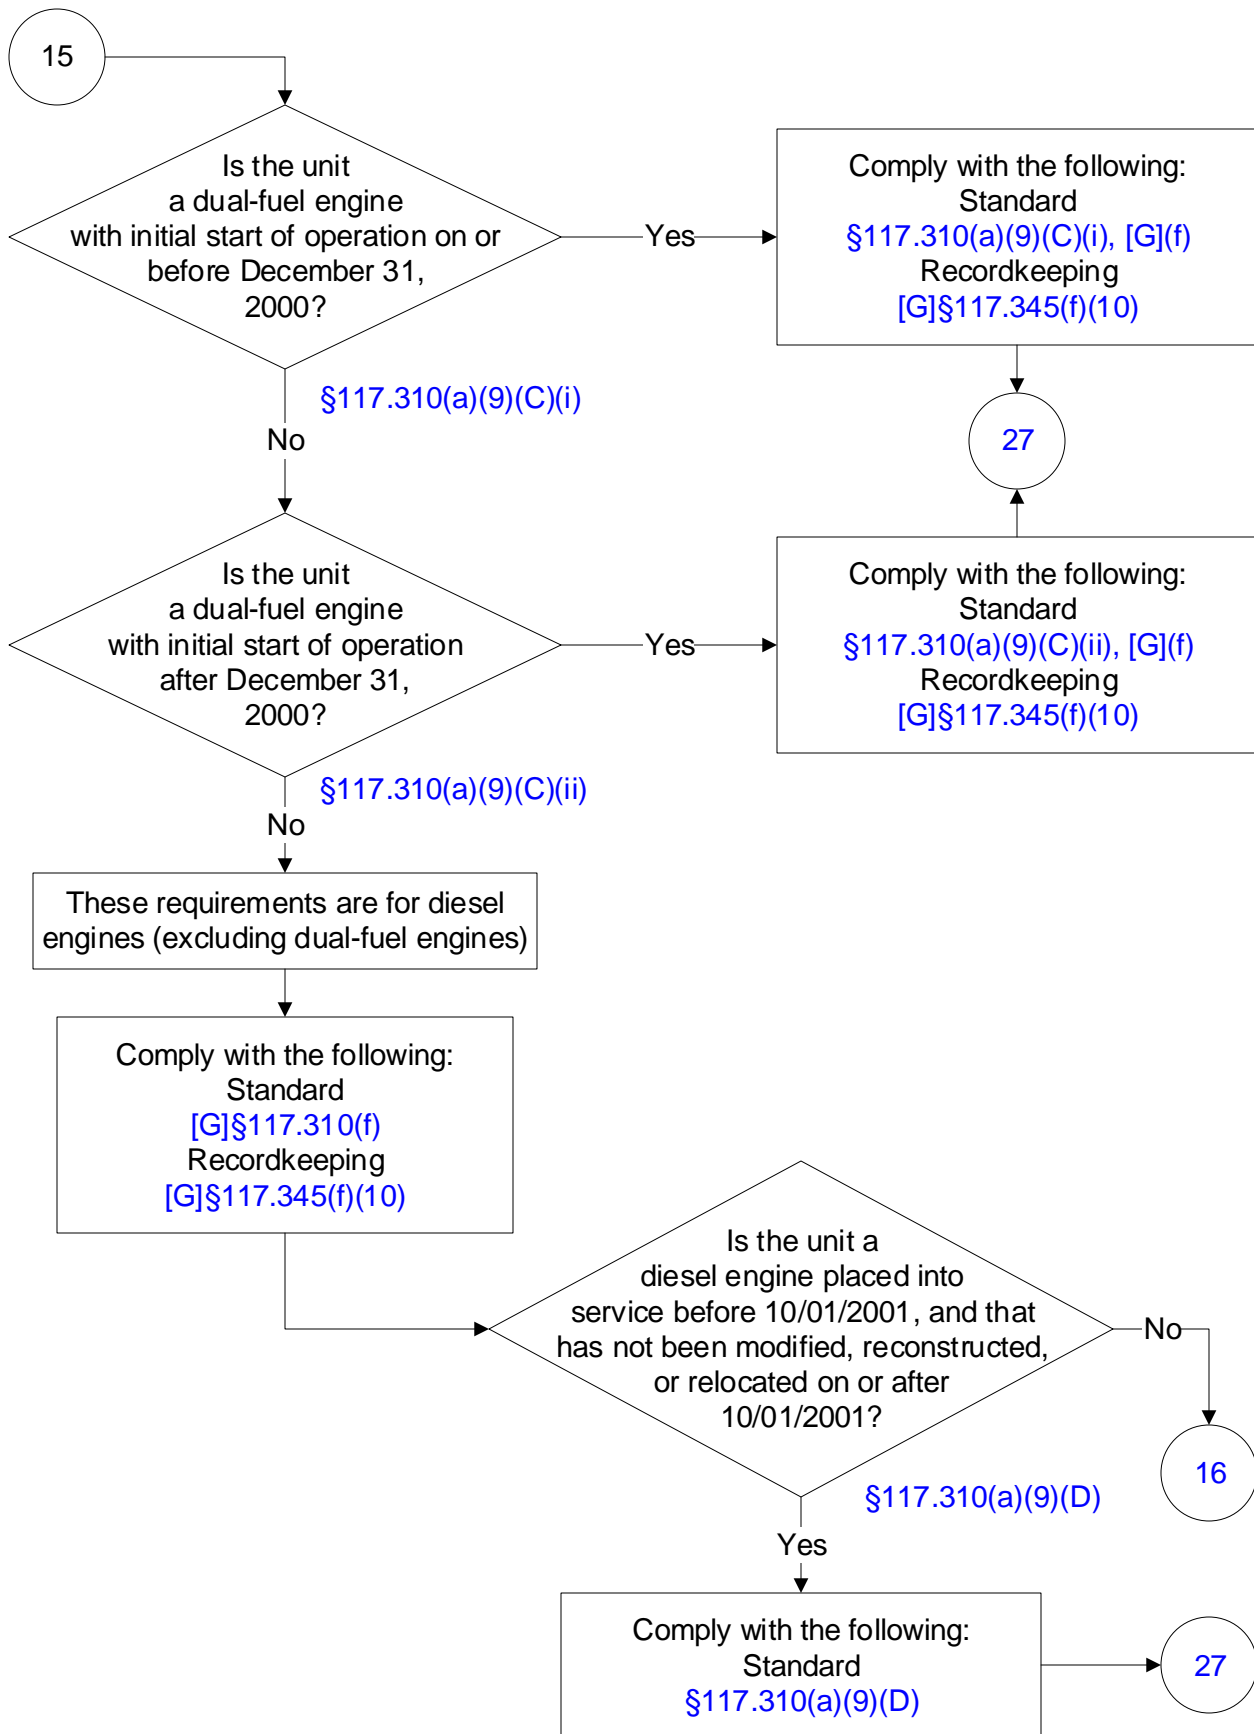 15
Is the unit
a dual-fuel engine
with initial start of operation on or
before December 31,
2000?
Yes
Comply with the following:
Standard
§117.310(a)(9)(C)(i), [G](f)
Recordkeeping
[G]§117.345(f)(10)
§117.310(a)(9)(C)(i)
No
27
Is the unit
a dual-fuel engine
with initial start of operation
after December 31,
2000?
Yes
Comply with the following:
Standard
§117.310(a)(9)(C)(ii), [G](f)
Recordkeeping
[G]§117.345(f)(10)
§117.310(a)(9)(C)(ii)
No
These requirements are for diesel
engines (excluding dual-fuel engines)
Comply with the following:
Standard
[G]§117.310(f)
Recordkeeping
[G]§117.345(f)(10)
Is the unit a
diesel engine placed into
service before 10/01/2001, and that
has not been modified, reconstructed,
or relocated on or after
10/01/2001?
No
16
§117.310(a)(9)(D)
Yes
Comply with the following:
Standard
§117.310(a)(9)(D)
27